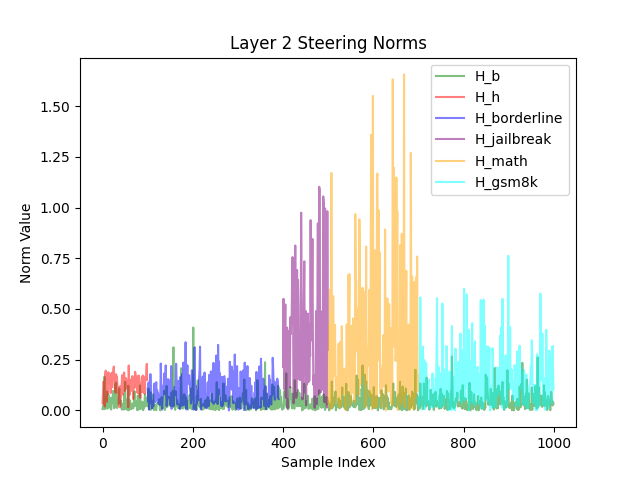 Layer 2 Steering Norms
H_b
H_h
H_borderline
H_jailbreak
H_math
H_gsm8k
Norm Value
1.50
1.25
1.00
0.75
0.50
0.25
0.00
0 200 400 600 800 1000
Sample Index